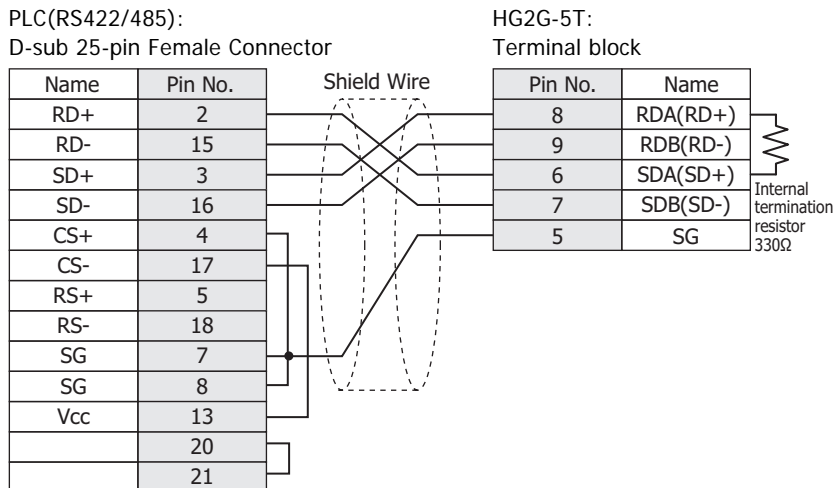 PLC(RS422/485):
D-sub 25-pin Female Connector
Name Pin No.
RD+ 2
RD- 15
SD+ 3
SD- 16
CS+ 4
CS- 17
RS+ 5
RS- 18
SG 7
SG 8
Vcc 13
20
21
Shield Wire
HG2G-5T:
Terminal block
Pin No. Name
8 RDA(RD+)
9 RDB(RD-)
6 SDA(SD+)
7 SDB(SD-)
5 SG
Internal
termination
resistor
330Ω